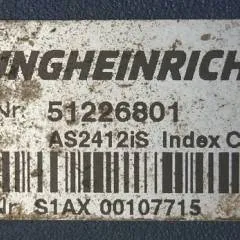 NGHEINRICH
Nr. 51226801
AS2412iS Index C
Nr. S1AX 00107715